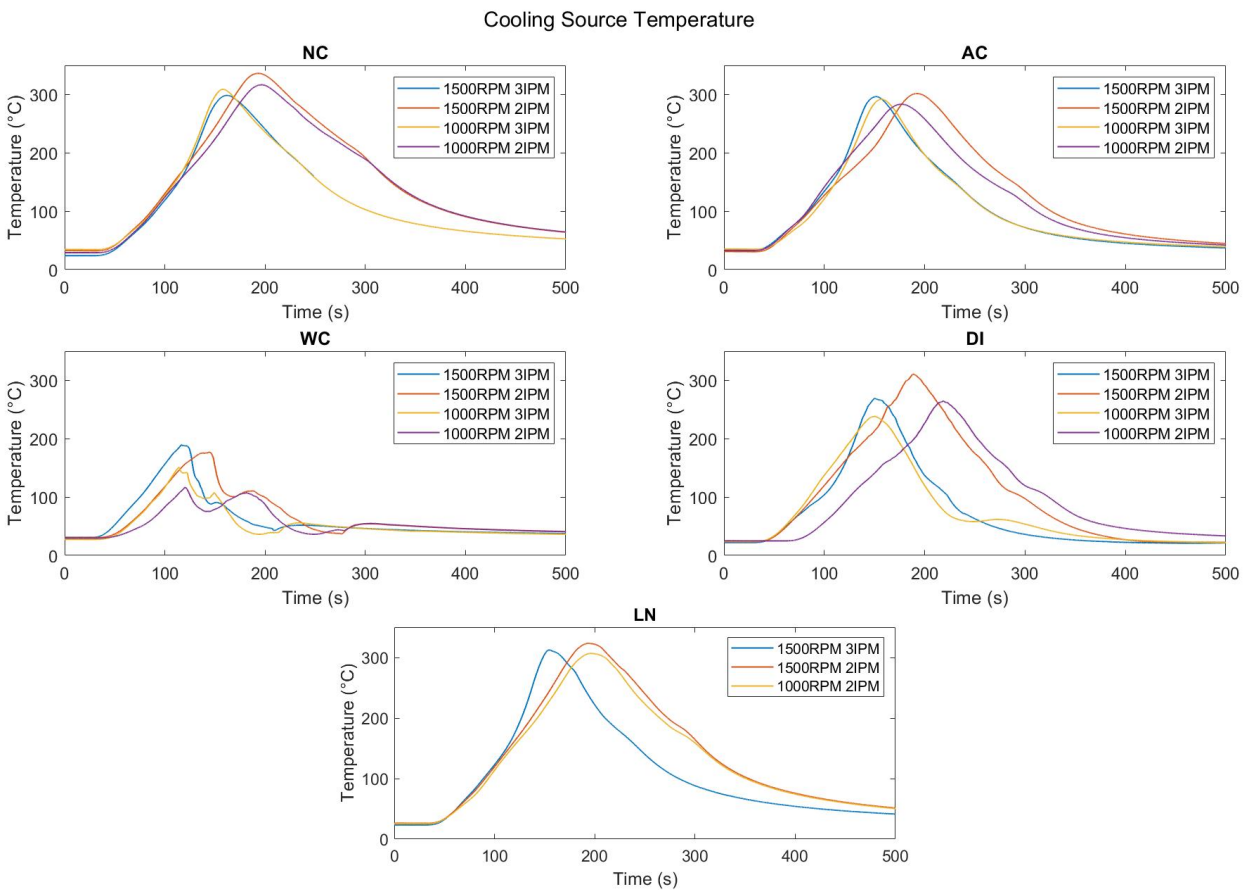 Cooling Source Temperature
NC
Temperature (°C)
300
200
100
0
0 100 200 300 400 500
Time (s)
1500RPM 3IPM
1500RPM 2IPM
1000RPM 3IPM
1000RPM 2IPM
AC
Temperature (°C)
300
200
100
0
0 100 200 300 400 500
Time (s)
1500RPM 3IPM
1500RPM 2IPM
1000RPM 3IPM
1000RPM 2IPM
WC
Temperature (°C)
300
200
100
0
0 100 200 300 400 500
Time (s)
1500RPM 3IPM
1500RPM 2IPM
1000RPM 3IPM
1000RPM 2IPM
DI
Temperature (°C)
300
200
100
0
0 100 200 300 400 500
Time (s)
1500RPM 3IPM
1500RPM 2IPM
1000RPM 3IPM
1000RPM 2IPM
LN
Temperature (°C)
300
200
100
0
0 100 200 300 400 500
Time (s)
1500RPM 3IPM
1500RPM 2IPM
1000RPM 2IPM